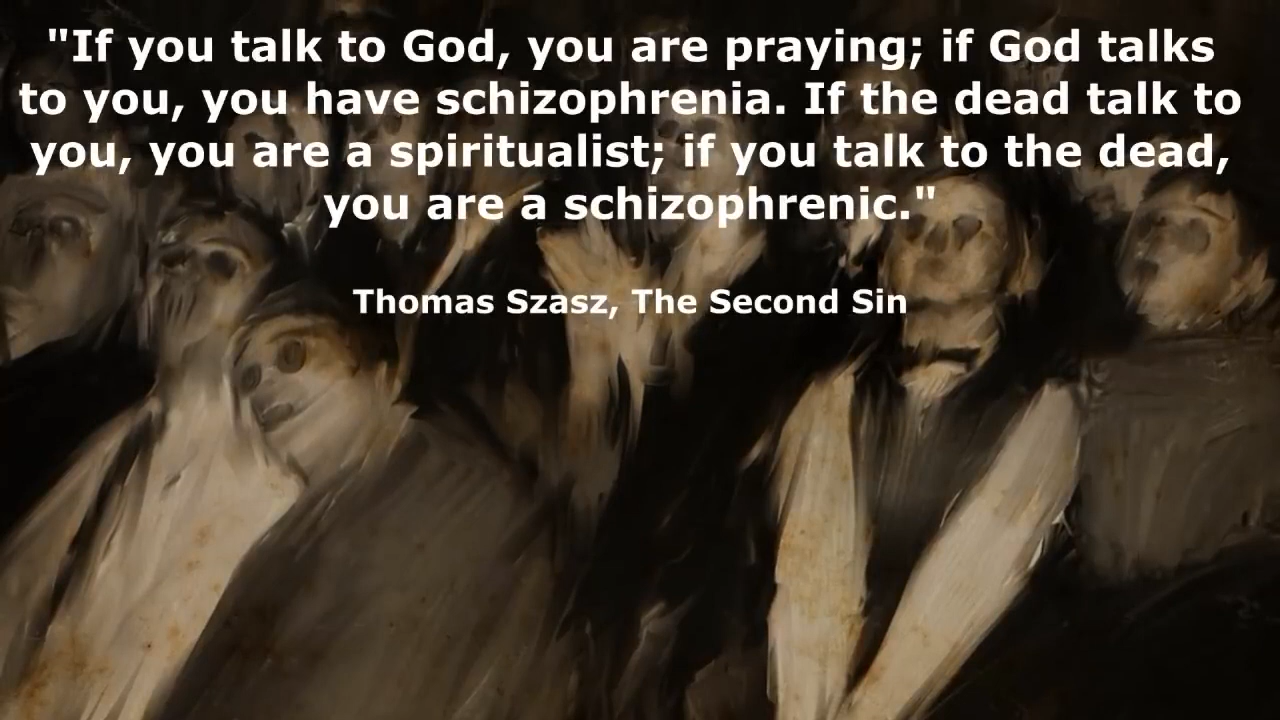 "If you talk to God, you are praying; if God talks
to you, you have schizophrenia. If the dead talk to
you, you are a spiritualist; if you talk to the dead,
you are a schizophrenic."
Thomas Szasz, The Second Sin